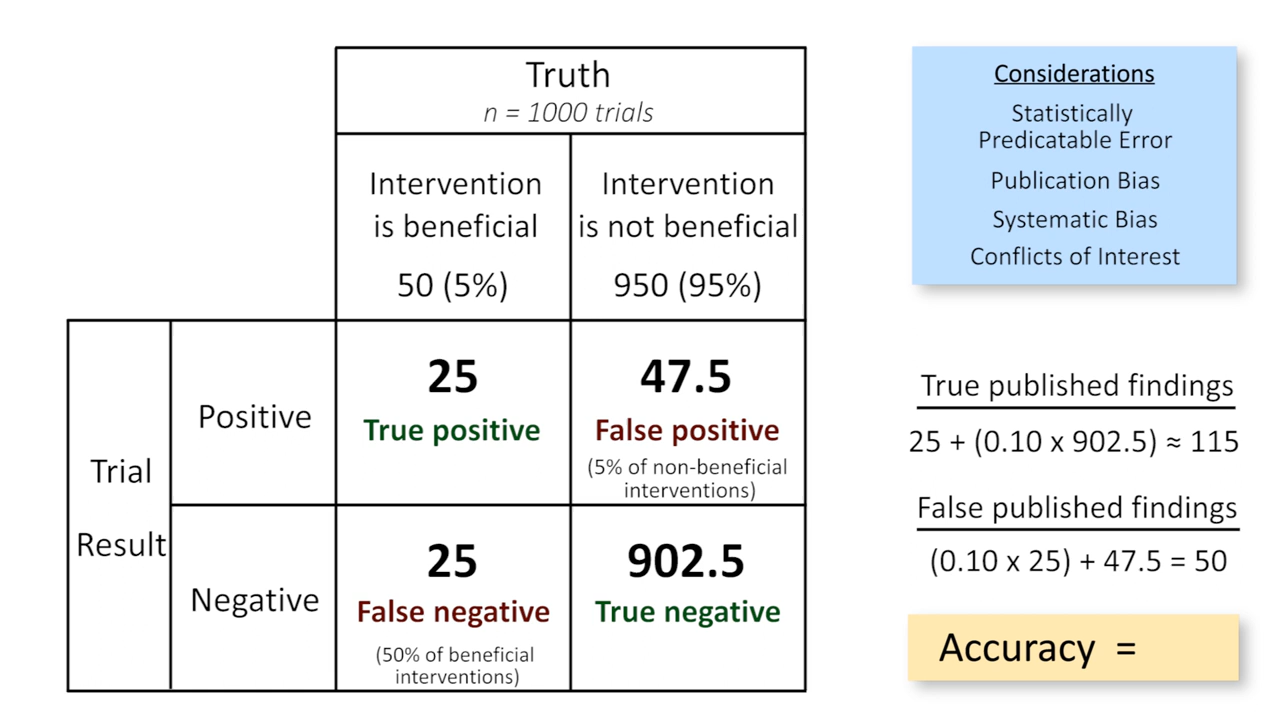 Truth
n = 1000 trials
Intervention
is beneficial
50 (5%)
Intervention
is not beneficial
950 (95%)
Trial
Result
Positive
25
True positive
47.5
False positive
(5% of non-beneficial
interventions)
Negative
25
False negative
(50% of beneficial
interventions)
902.5
True negative
Considerations
Statistically
Predicatable Error
Publication Bias
Systematic Bias
Conflicts of Interest
True published findings
25 + (0.10 x 902.5) ≈ 115
False published findings
(0.10 x 25) + 47.5 = 50
Accuracy =